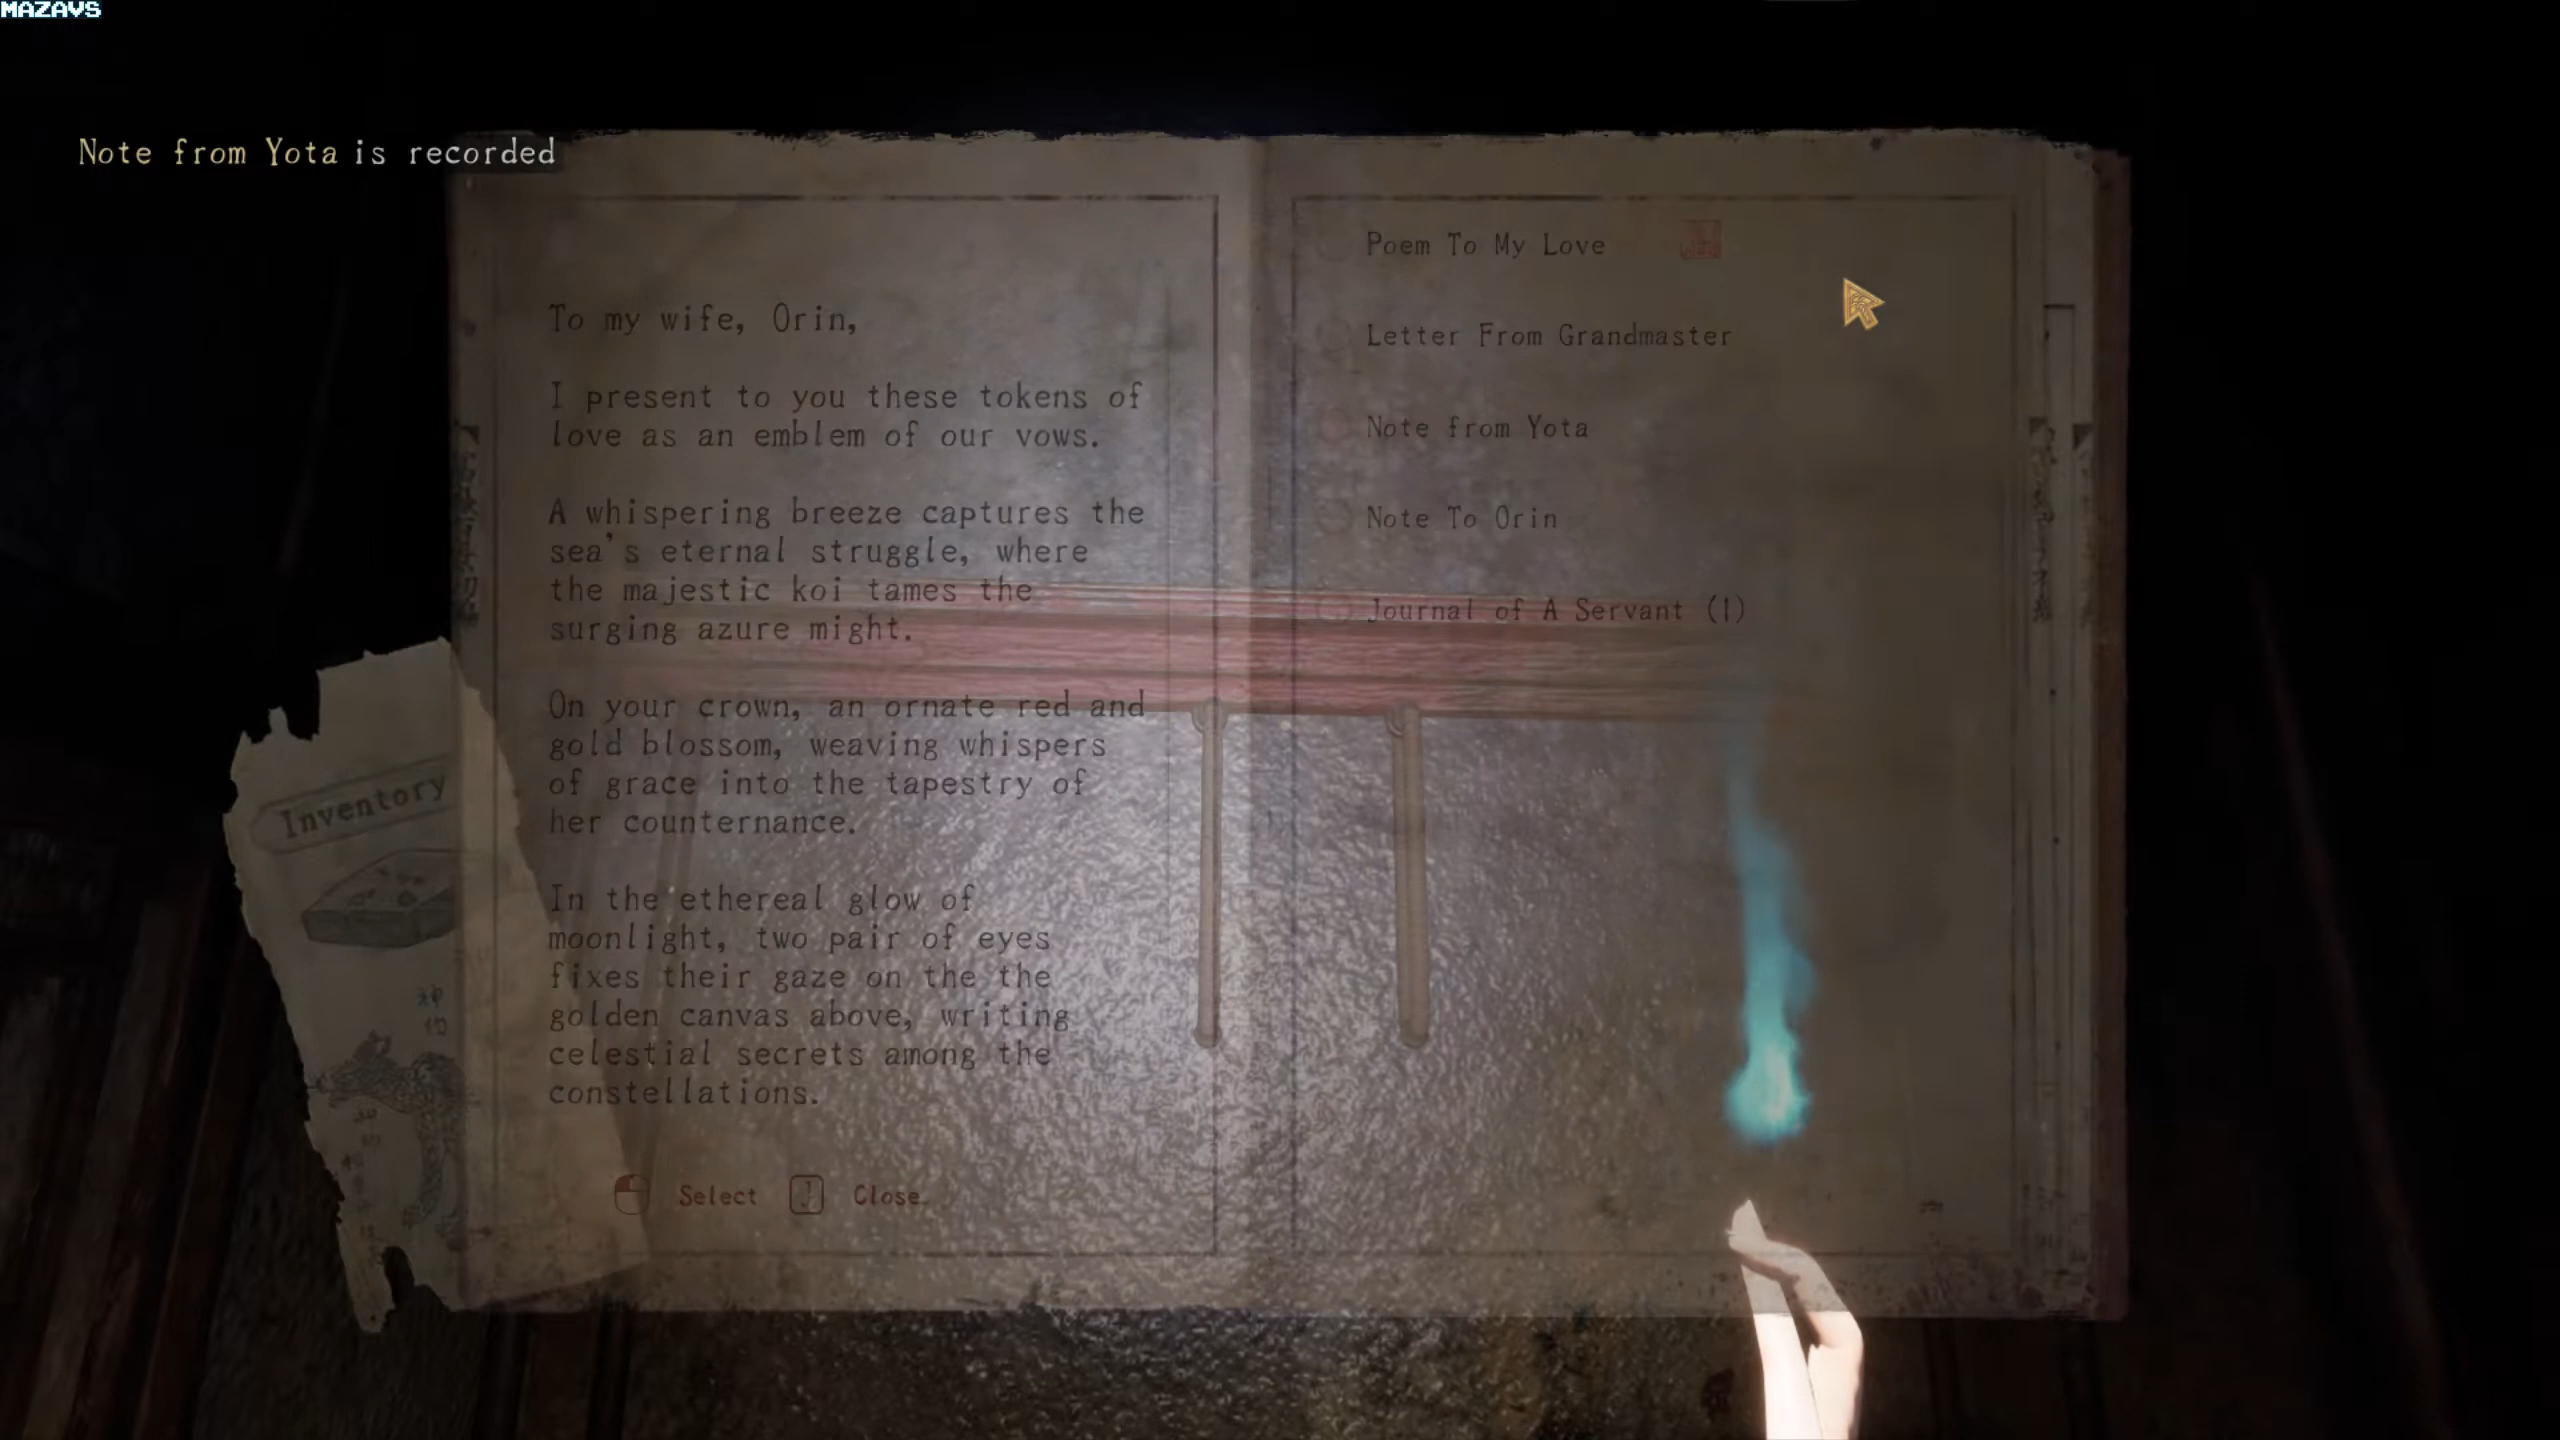 MAZAVS
Note from Yota is recorded
To my wife, Orin,
I present to you these tokens of
love as an emblem of our vows.
A whispering breeze captures the
sea's eternal struggle, where
the majestic koi tames the
surging azure might.
On your crown, an ornate red and
gold blossom, weaving whispers
of grace into the tapestry of
her counternance.
In the ethereal glow of
moonlight, two pair of eyes
fixes their gaze on the the
golden canvas above, writing
celestial secrets among the
constellations.
Select J Close
Poem To My Love
Letter From Grandmaster
Note from Yota
Note To Orin
Journal of A Servant (1)
Inventory